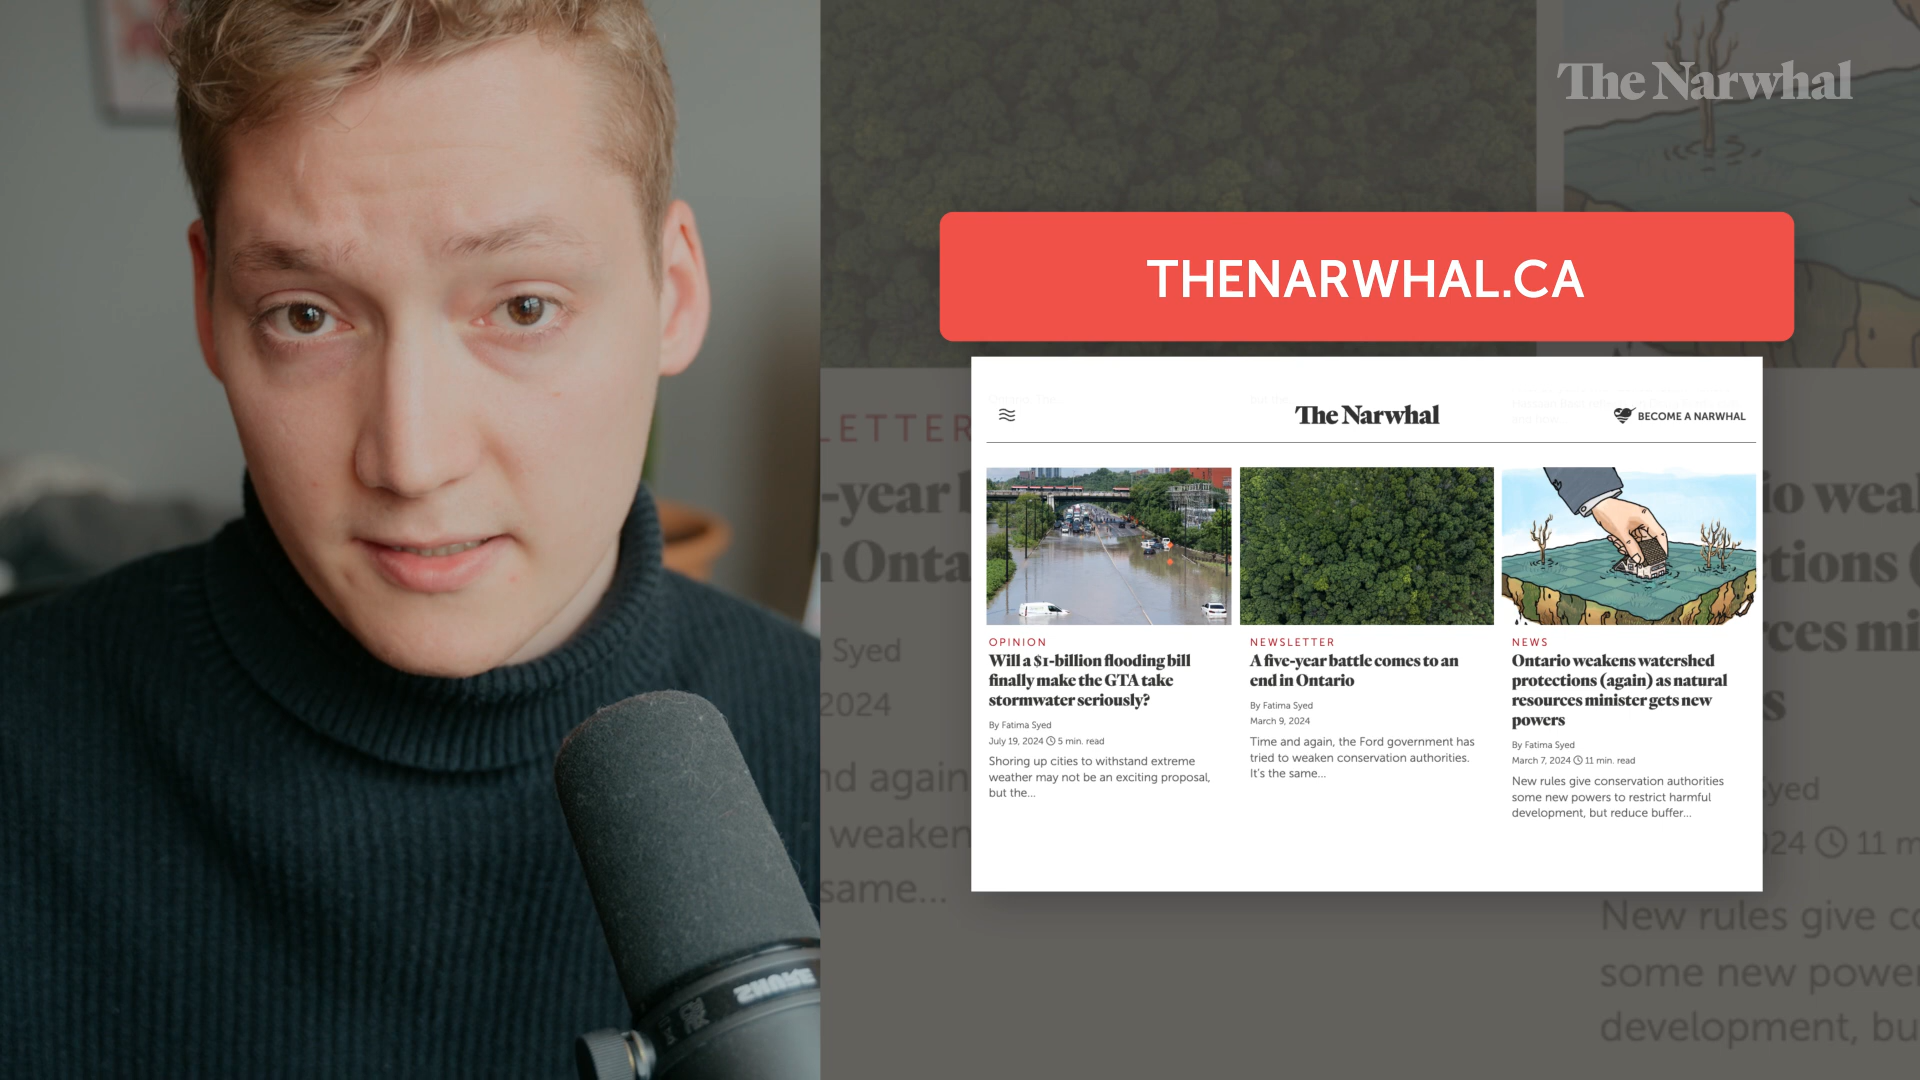 The Narwhal
THENARWHAL.CA
The Narwhal
BECOME A NARWHAL
OPINION
Will a $1-billion flooding bill
finally make the GTA take
stormwater seriously?
By Fatima Syed
July 19, 2024 5 min. read
Shoring up cities to withstand extreme
weather may not be an exciting proposal,
but the...
NEWSLETTER
A five-year battle comes to an
end in Ontario
By Fatima Syed
March 9, 2024
Time and again, the Ford government has
tried to weaken conservation authorities.
It's the same...
NEWS
Ontario weakens watershed
protections (again) as natural
resources minister gets new
powers
By Fatima Syed
March 7, 2024 11 min. read
New rules give conservation authorities
some new powers to restrict harmful
development, but reduce buffer...
LETTER
-year
Onta
Syed
2024
nd again
weaken
same...
io weal
ctions (
rces mi
s
Syed
024 11 m
New rules give co
some new power
development, bu
SHURE